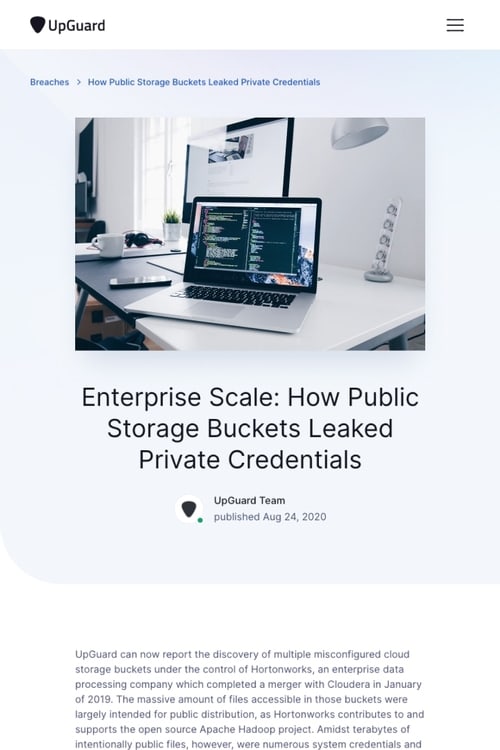 UpGuard
Breaches > How Public Storage Buckets Leaked Private Credentials
Enterprise Scale: How Public
Storage Buckets Leaked
Private Credentials
UpGuard Team
published Aug 24, 2020
UpGuard can now report the discovery of multiple misconfigured cloud
storage buckets under the control of Hortonworks, an enterprise data
processing company which completed a merger with Cloudera in January
of 2019. The massive amount of files accessible in those buckets were
largely intended for public distribution, as Hortonworks contributes to and
supports the open source Apache Hadoop project. Amidst terabytes of
intentionally public files, however, were numerous system credentials and